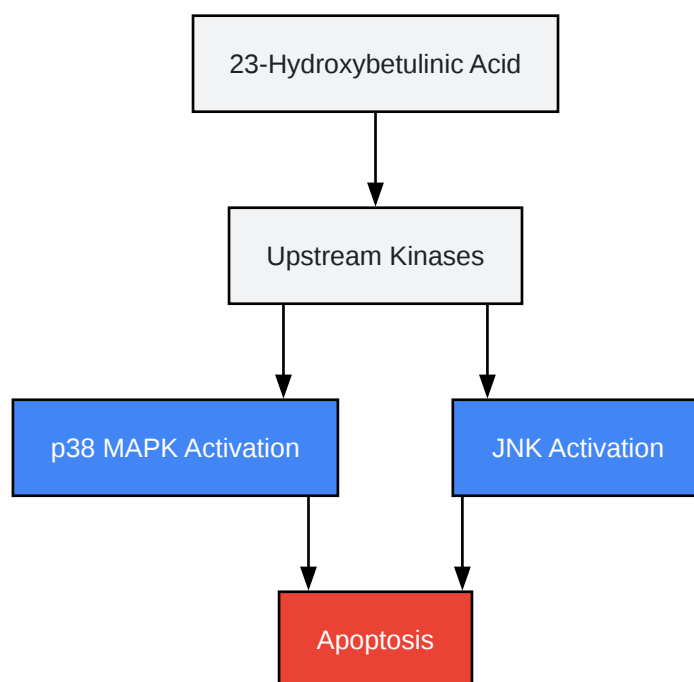 23-Hydroxybetulinic Acid
Upstream Kinases
p38 MAPK Activation
JNK Activation
Apoptosis